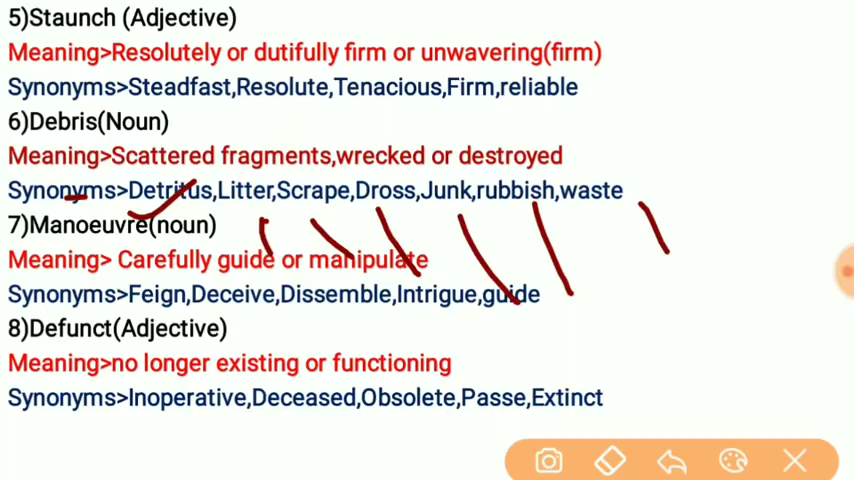 5)Staunch (Adjective)
Meaning>Resolutely or dutifully firm or unwavering(firm)
Synonyms>Steadfast,Resolute,Tenacious,Firm,reliable
6)Debris(Noun)
Meaning>Scattered fragments,wrecked or destroyed
Synonyms>Detritus,Litter,Scrape,Dross,Junk,rubbish,waste
7)Manoeuvre(noun)
Meaning> Carefully guide or manipulate
Synonyms>Feign,Deceive,Dissemble,Intrigue,guide
8)Defunct(Adjective)
Meaning>no longer existing or functioning
Synonyms>Inoperative,Deceased,Obsolete,Passe,Extinct